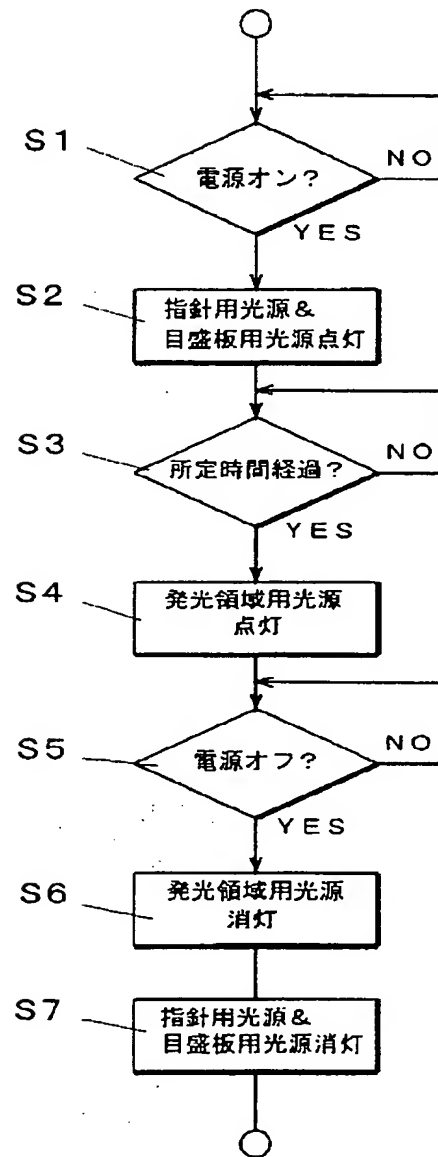 S1
電源オン?
NO
YES
S2
指針用光源&
目盛板用光源点灯
S3
所定時間経過?
NO
YES
S4
発光領域用光源
点灯
S5
電源オフ?
NO
YES
S6
発光領域用光源
消灯
S7
指針用光源&
目盛板用光源消灯